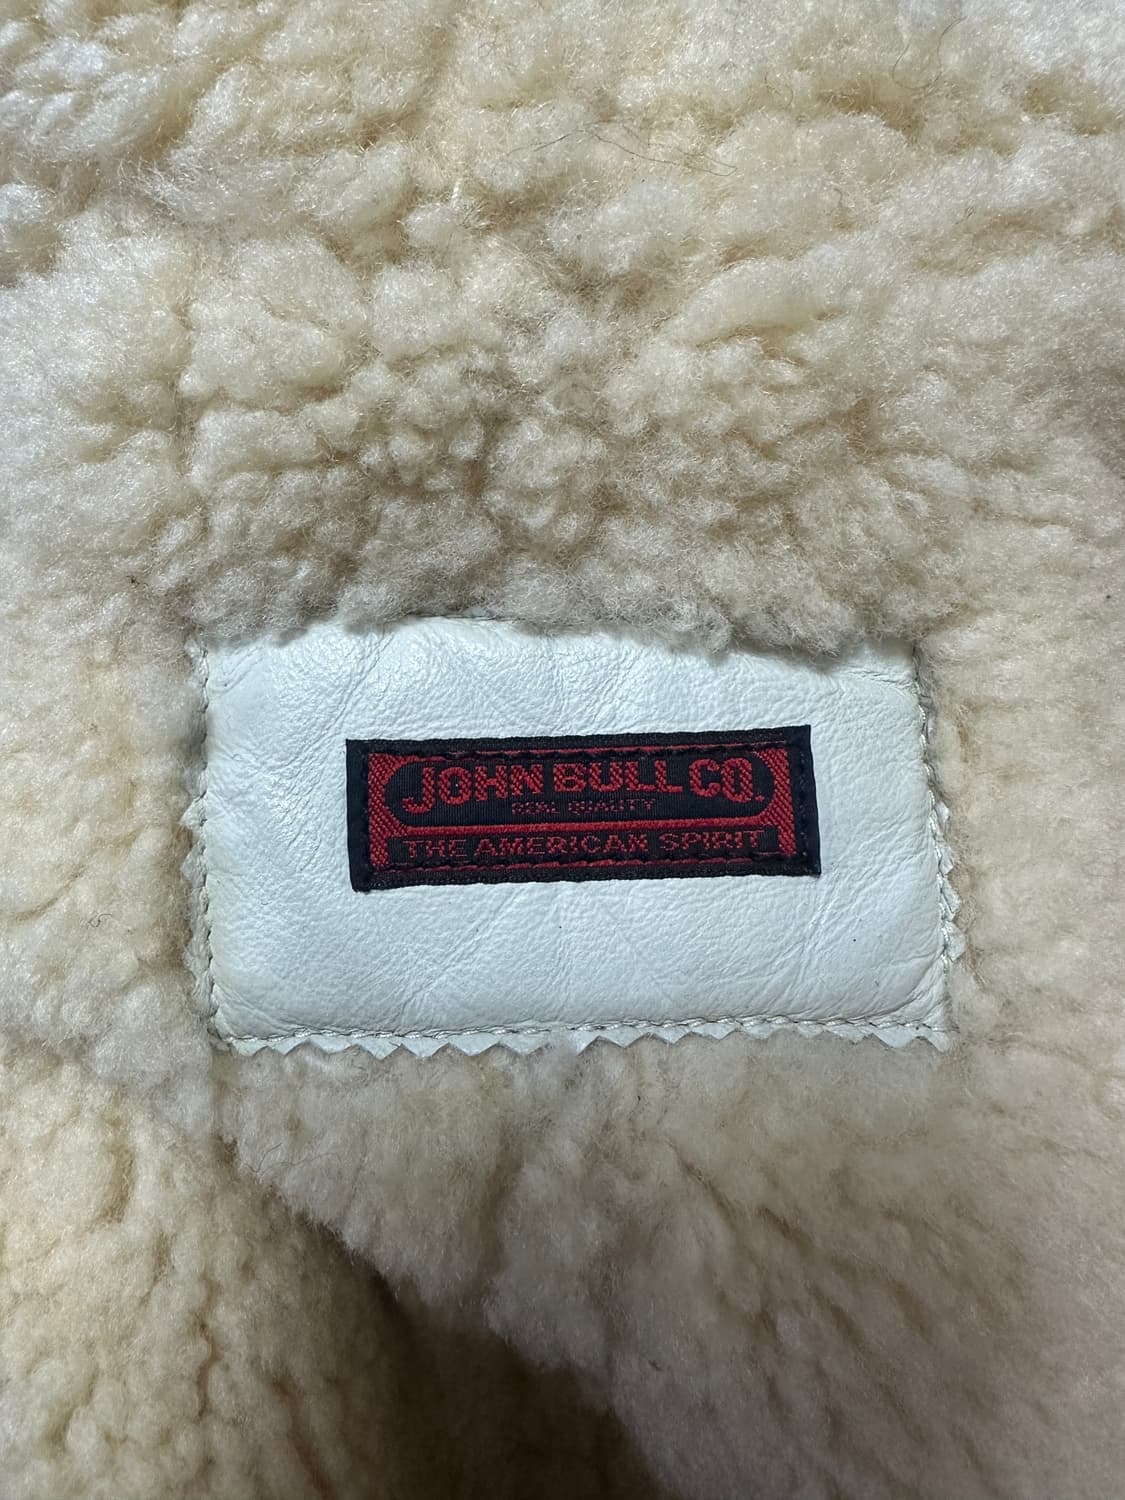 JOHN BULL CO.
REAL QUALITY
THE AMERICAN SPIRIT